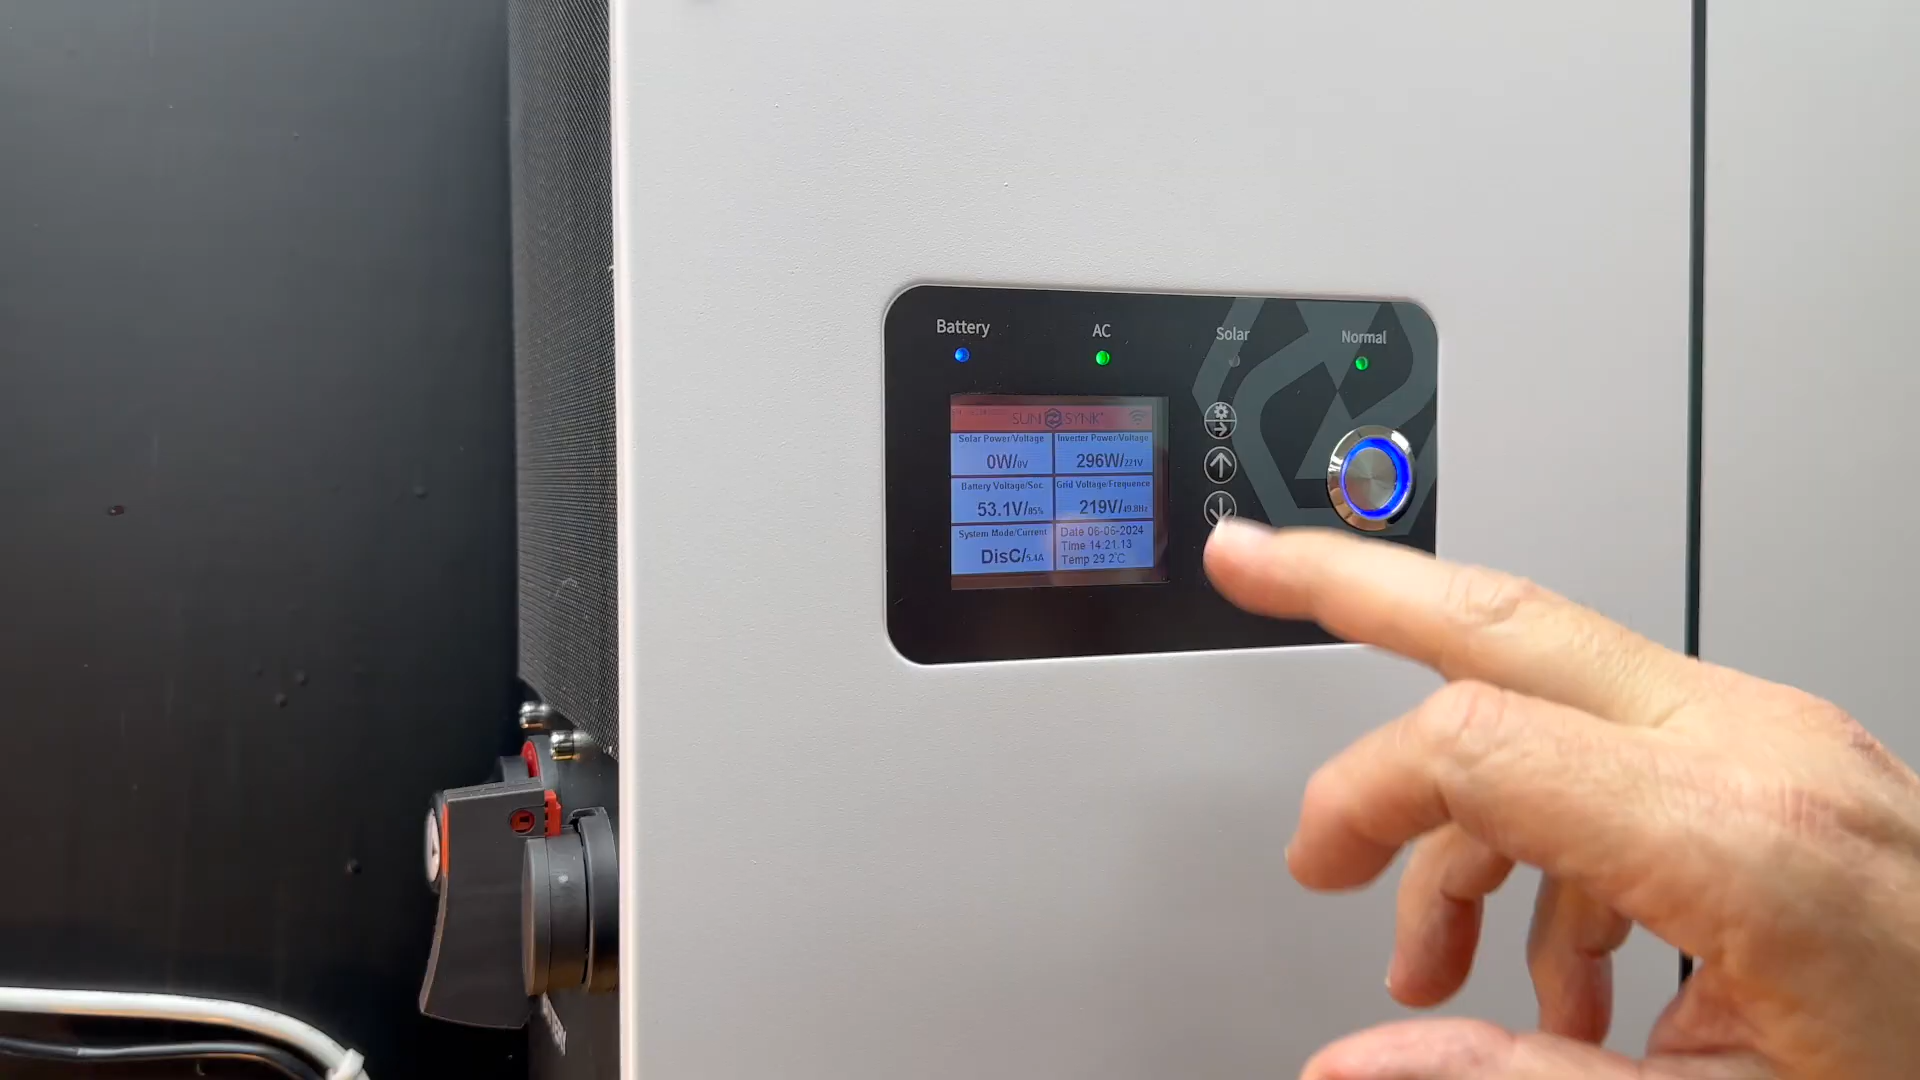 Battery
AC
Solar
Normal
SUN SYNK
Solar Power/Voltage
0W/0V
Inverter Power/Voltage
296W/221V
Battery Voltage/Soc
53.1V/85%
Grid Voltage/Frequence
219V/49.8Hz
System Mode/Current
DisC/5.4A
Date 06-06-2024
Time 14:21:13
Temp 29.2°C